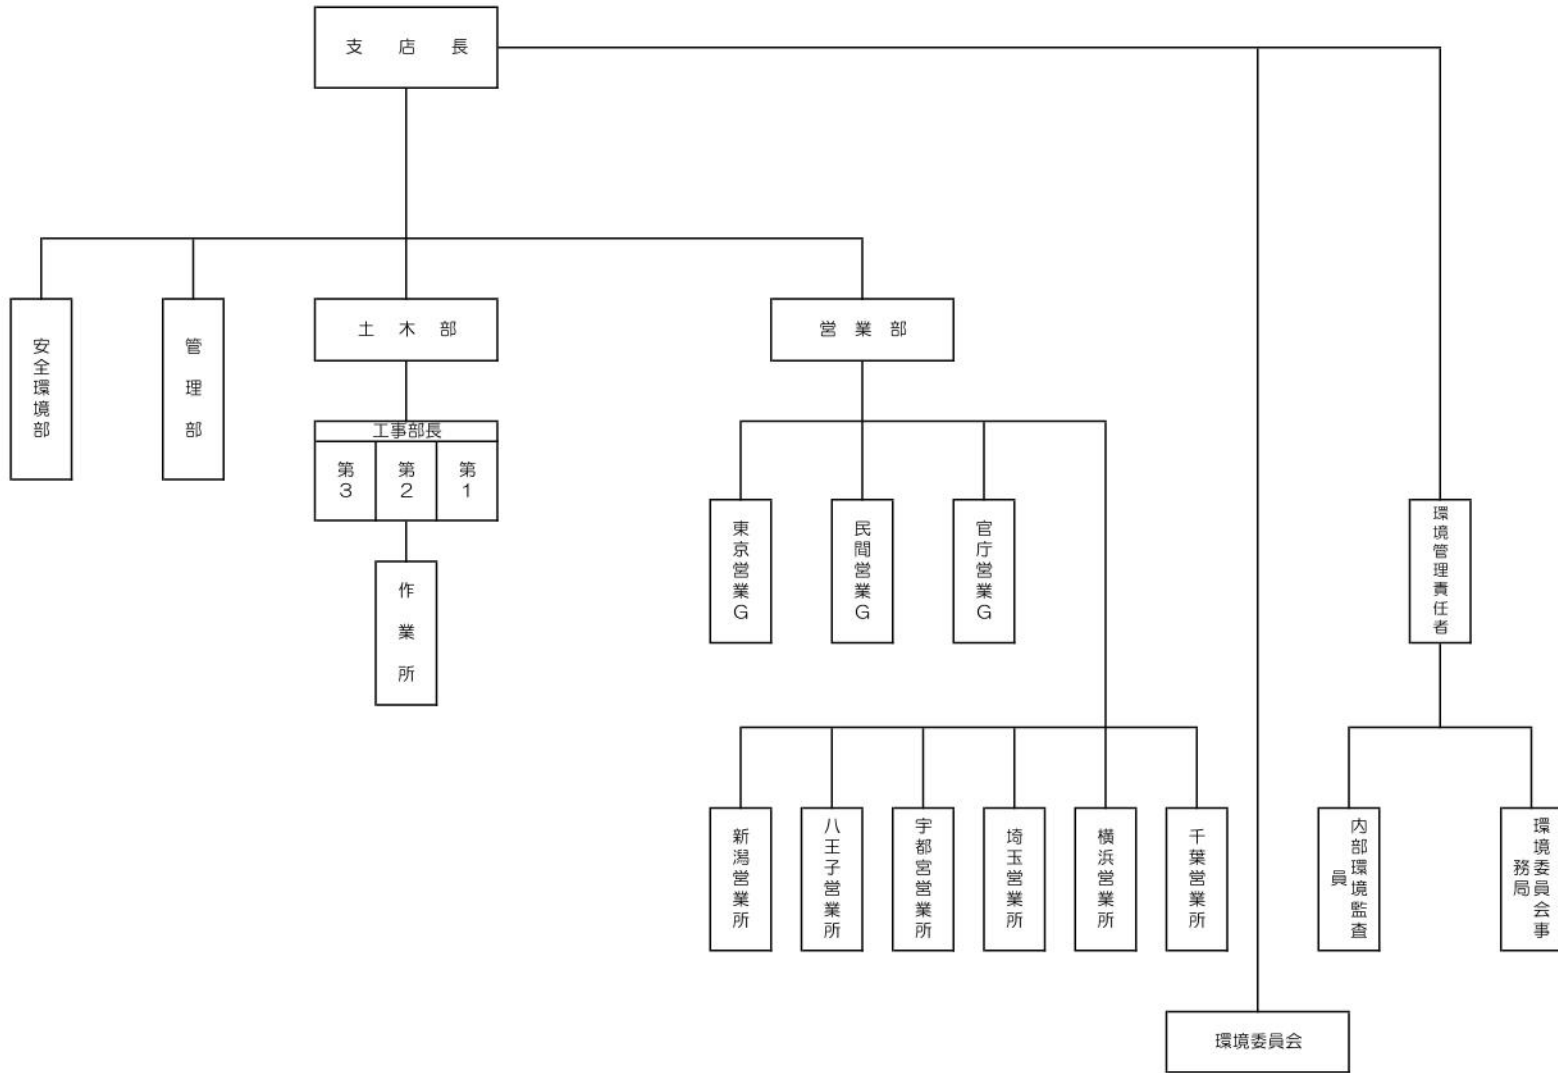 支店長
安全環境部
管理部
土木部
営業部
工事部長
第3
第2
第1
作業所
東京営業G
民間営業G
官庁営業G
環境管理責任者
新潟営業所
八王子営業所
宇都宮営業所
埼玉営業所
横浜営業所
千葉営業所
内部環境監査
員
環境委員会事
務局
環境委員会